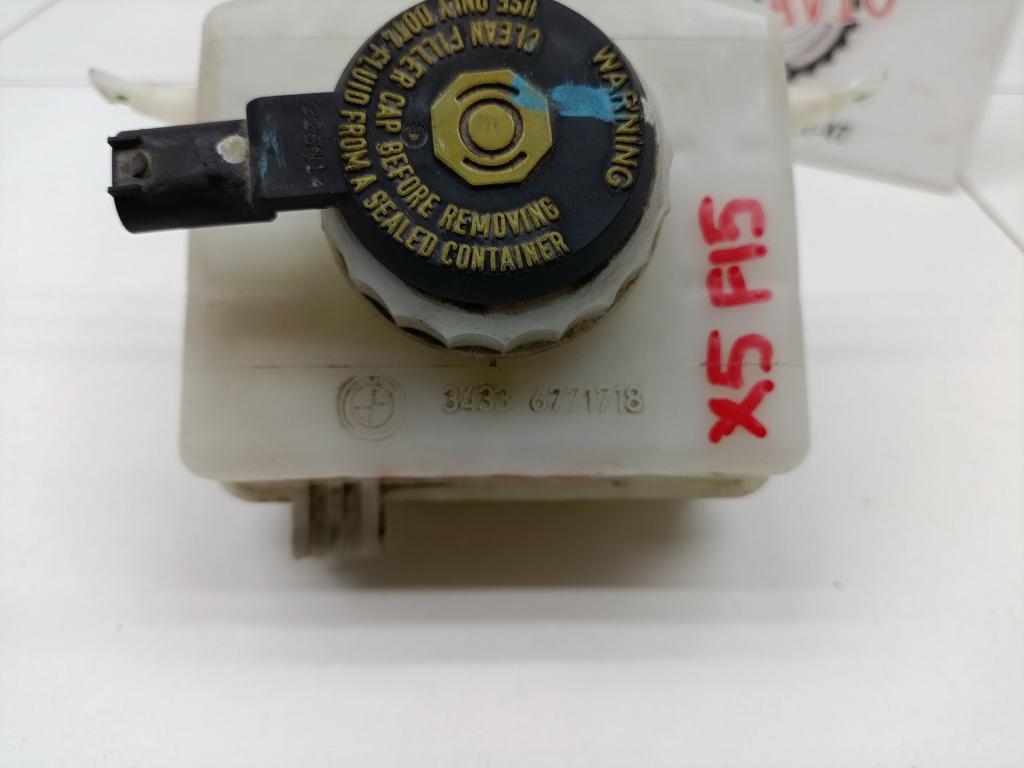 WARNING
CLEAN FILLER CAP BEFORE REMOVING
USE ONLY DOT4 FLUID FROM A SEALED CONTAINER
3433 6771718
X5 F15